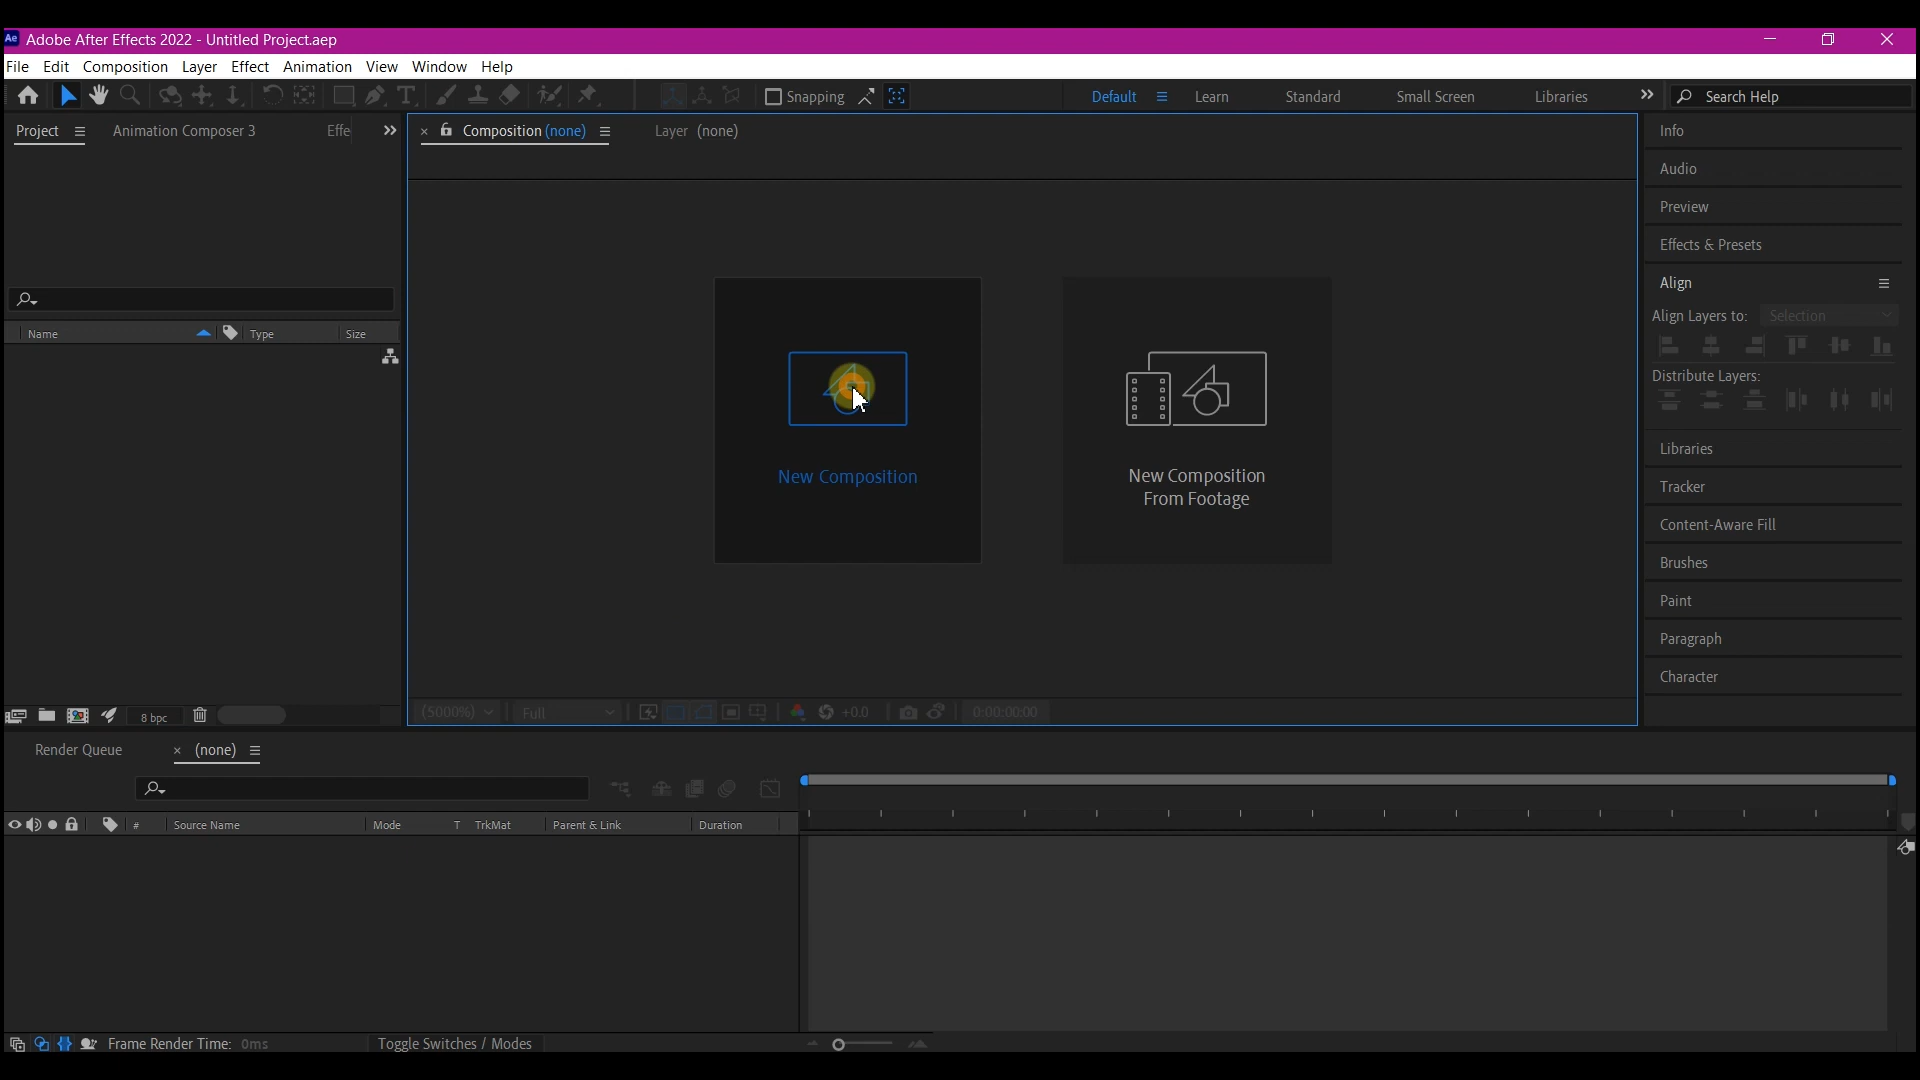 Ae Adobe After Effects 2022 - Untitled Project.aep
File Edit Composition Layer Effect Animation View Window Help
T Snapping Default Learn Standard Small Screen Libraries Search Help
Project Animation Composer 3 Effe
Composition (none) Layer (none)
Name Type Size
New Composition
New Composition
From Footage
Info
Audio
Preview
Effects & Presets
Align
Align Layers to: Selection
Distribute Layers:
Libraries
Tracker
Content-Aware Fill
Brushes
Paint
Paragraph
Character
8 bpc
(5000%) Full +0.0 0:00:00:00
Render Queue (none)
# Source Name Mode T TrkMat Parent & Link Duration
Frame Render Time: 0ms Toggle Switches / Modes